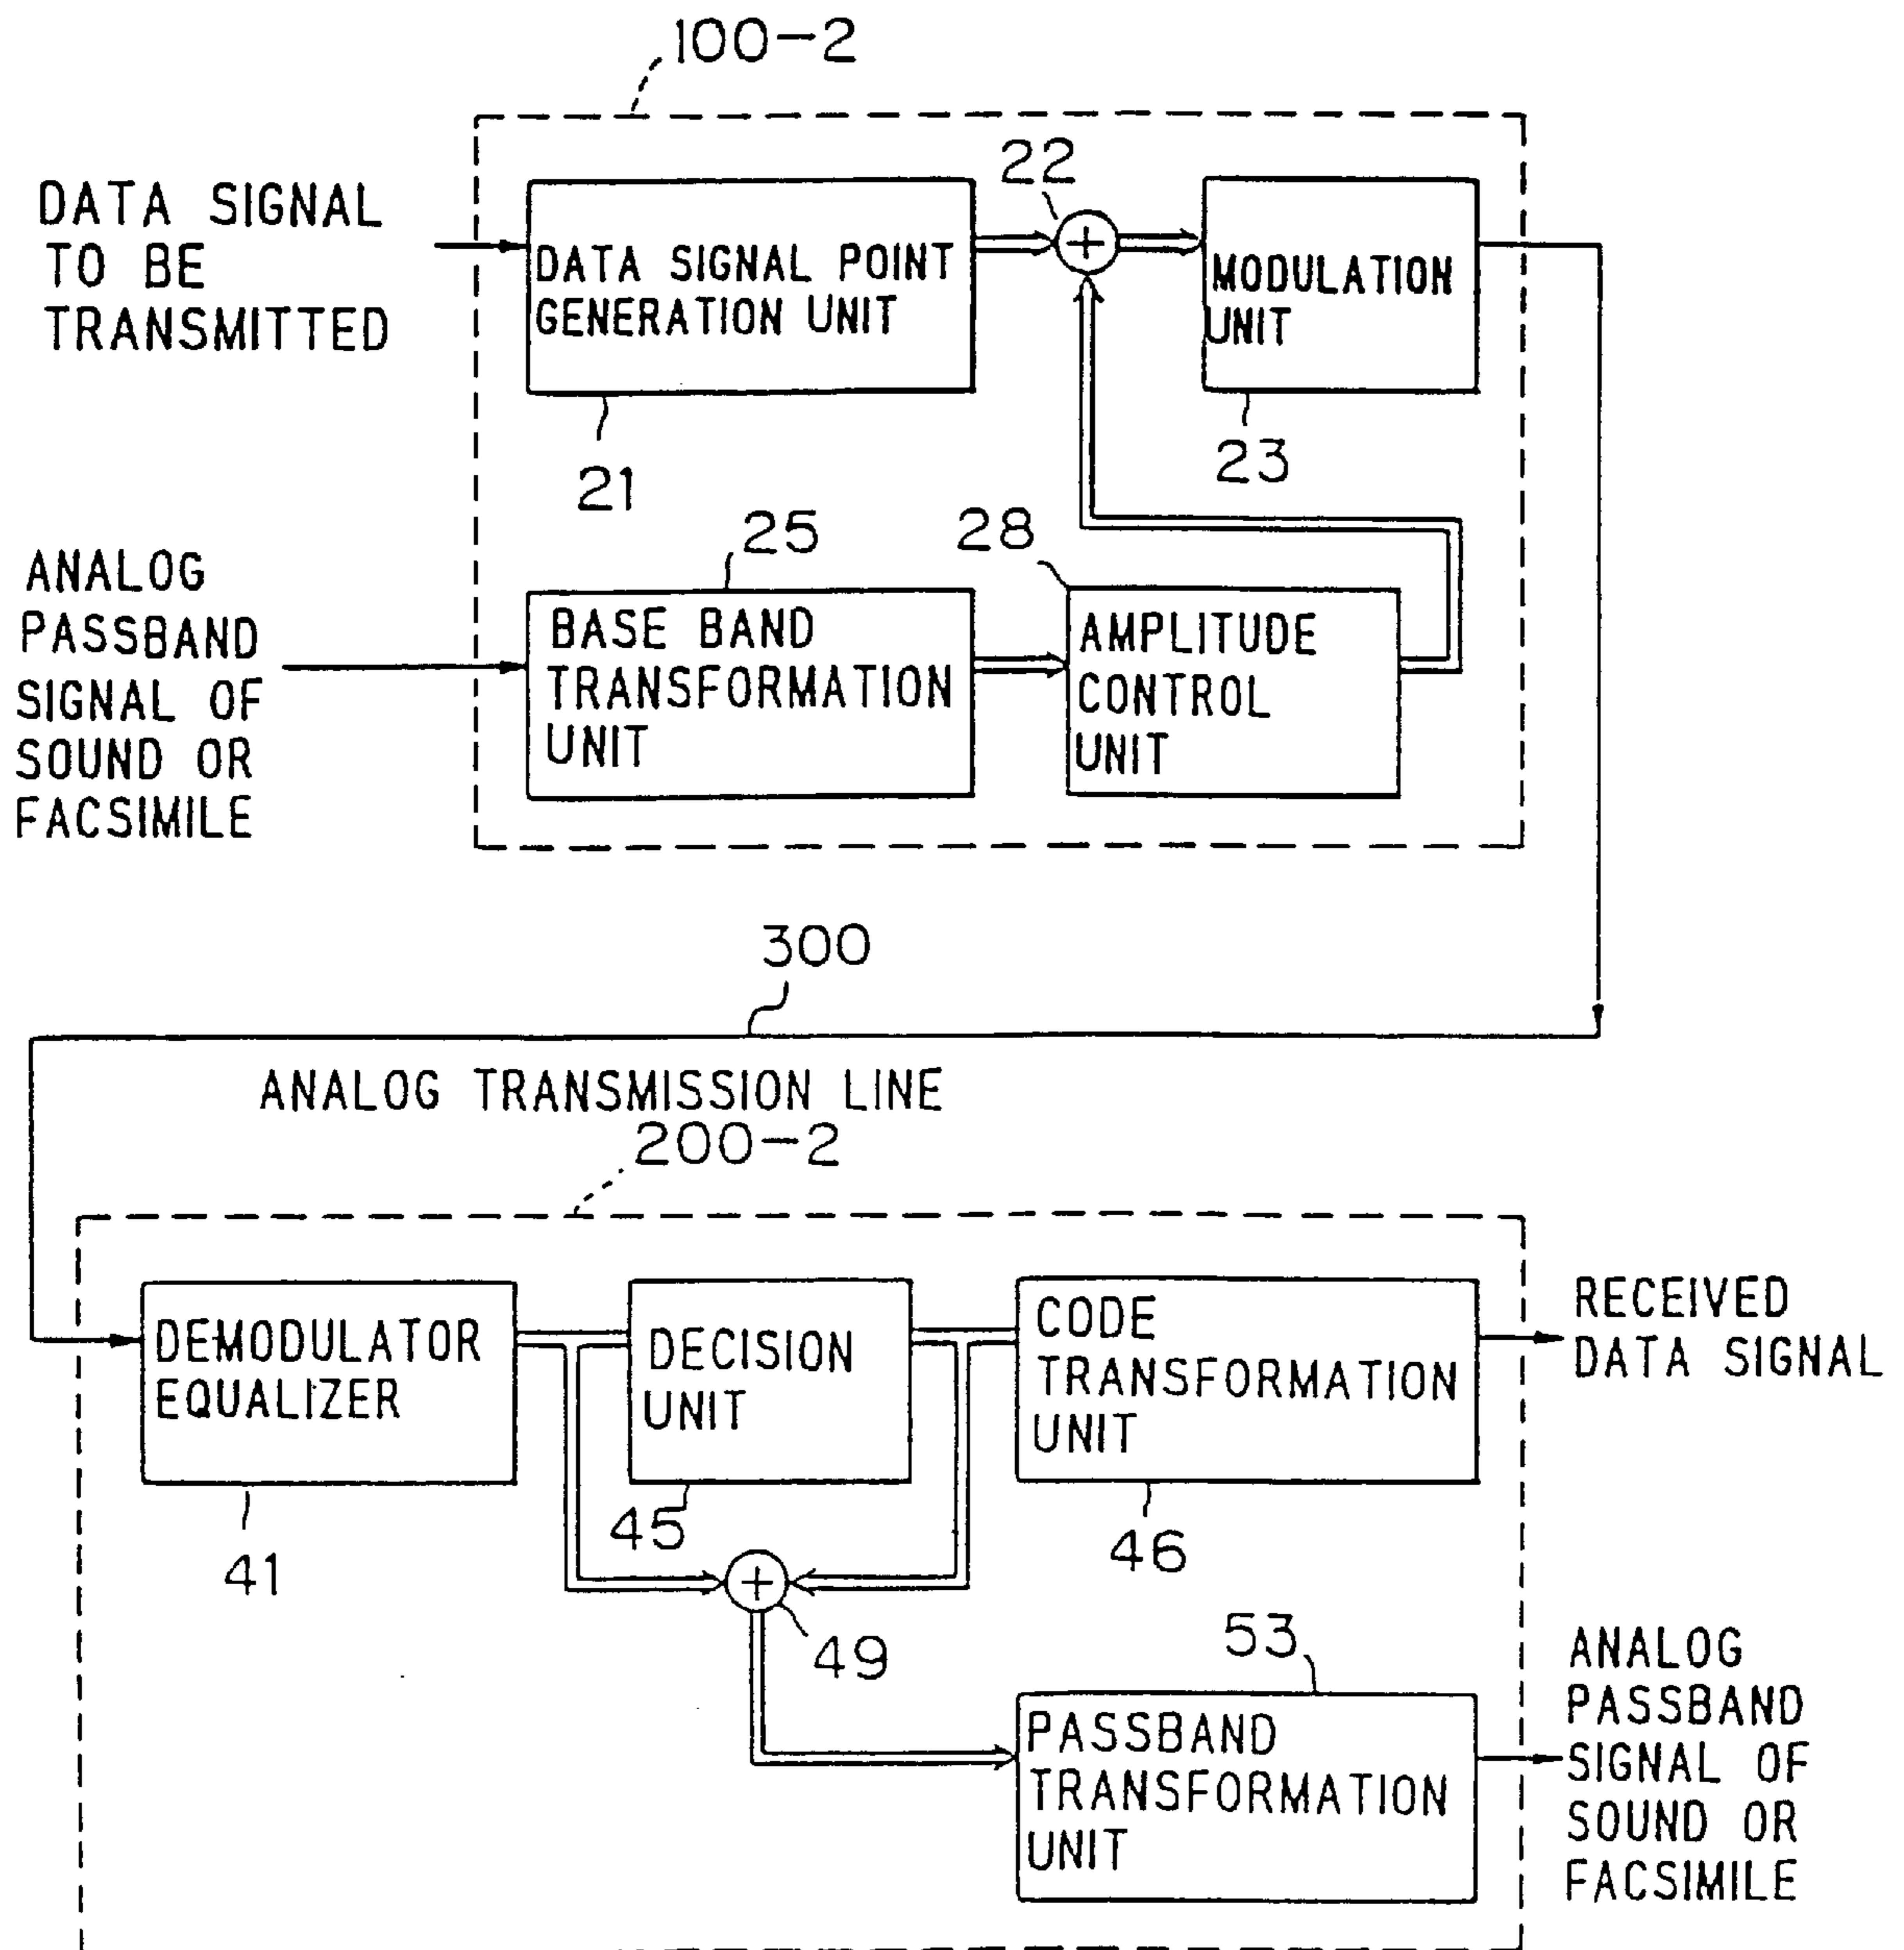 100-2
DATA SIGNAL
TO BE
TRANSMITTED
DATA SIGNAL POINT
GENERATION UNIT
21
22
+
MODULATION
UNIT
23
ANALOG
PASSBAND
SIGNAL OF
SOUND OR
FACSIMILE
25
BASE BAND
TRANSFORMATION
UNIT
28
AMPLITUDE
CONTROL
UNIT
300
ANALOG TRANSMISSION LINE
200-2
DEMODULATOR
EQUALIZER
41
DECISION
UNIT
45
CODE
TRANSFORMATION
UNIT
46
RECEIVED
DATA SIGNAL
+
49
53
PASSBAND
TRANSFORMATION
UNIT
ANALOG
PASSBAND
SIGNAL OF
SOUND OR
FACSIMILE